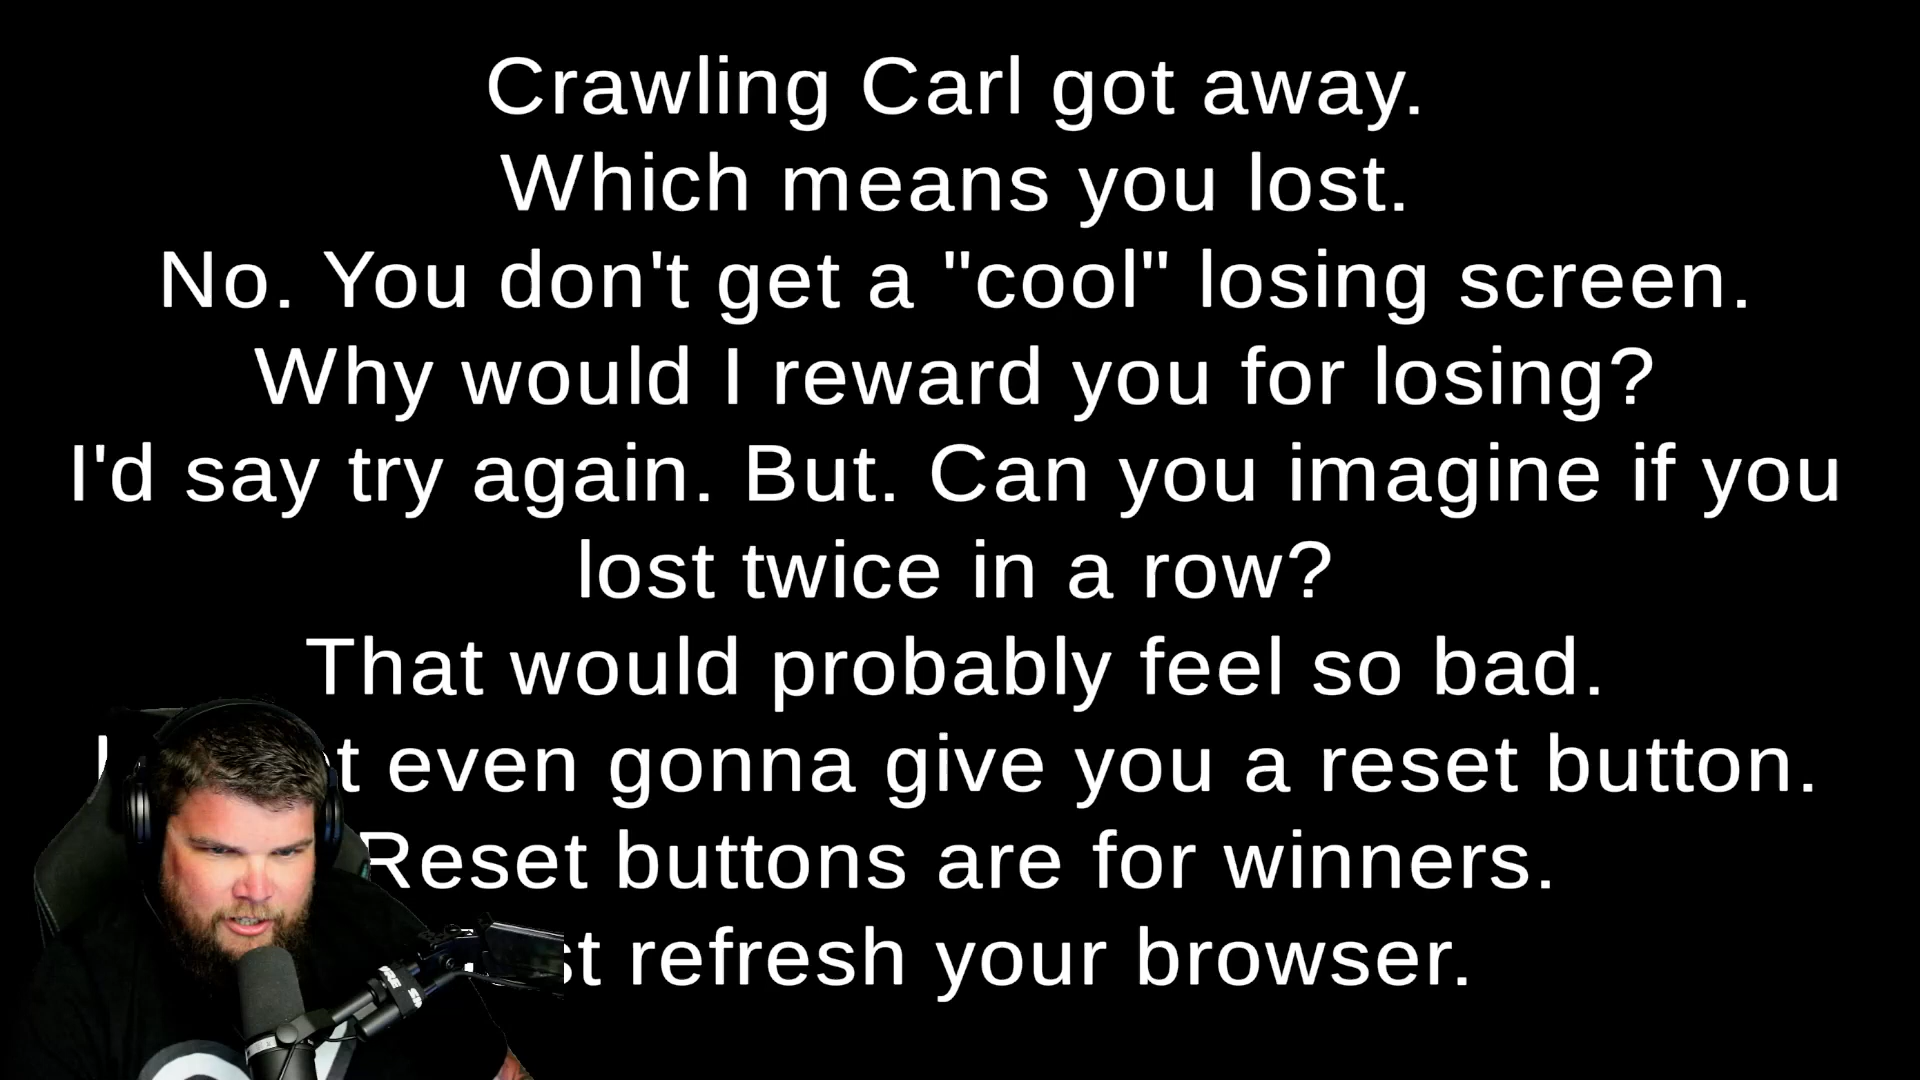 Crawling Carl got away.
Which means you lost.
No. You don't get a "cool" losing screen.
Why would I reward you for losing?
I'd say try again. But. Can you imagine if you
lost twice in a row?
That would probably feel so bad.
even gonna give you a reset button.
Reset buttons are for winners.
refresh your browser.